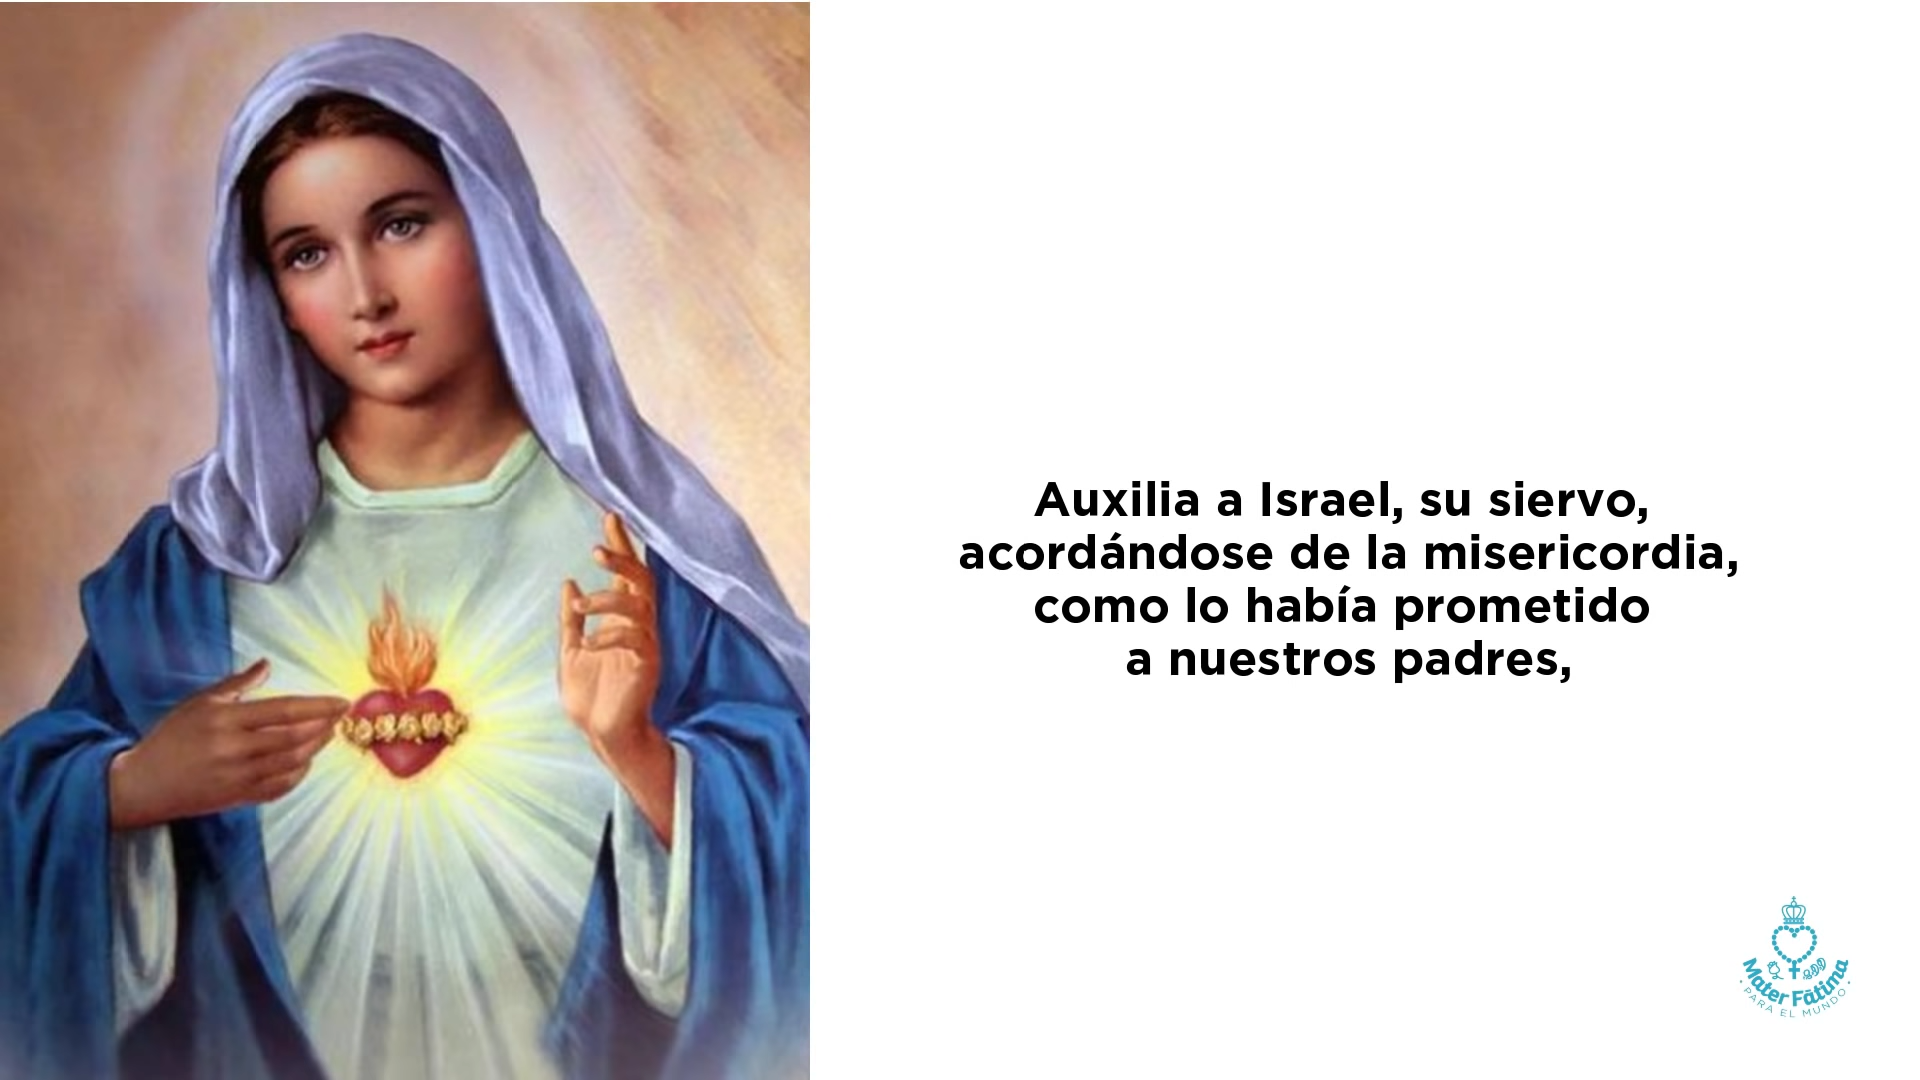 Auxilia a Israel, su siervo,
acordándose de la misericordia,
como lo había prometido
a nuestros padres,
Mater Fátima
· PARA EL MUNDO ·